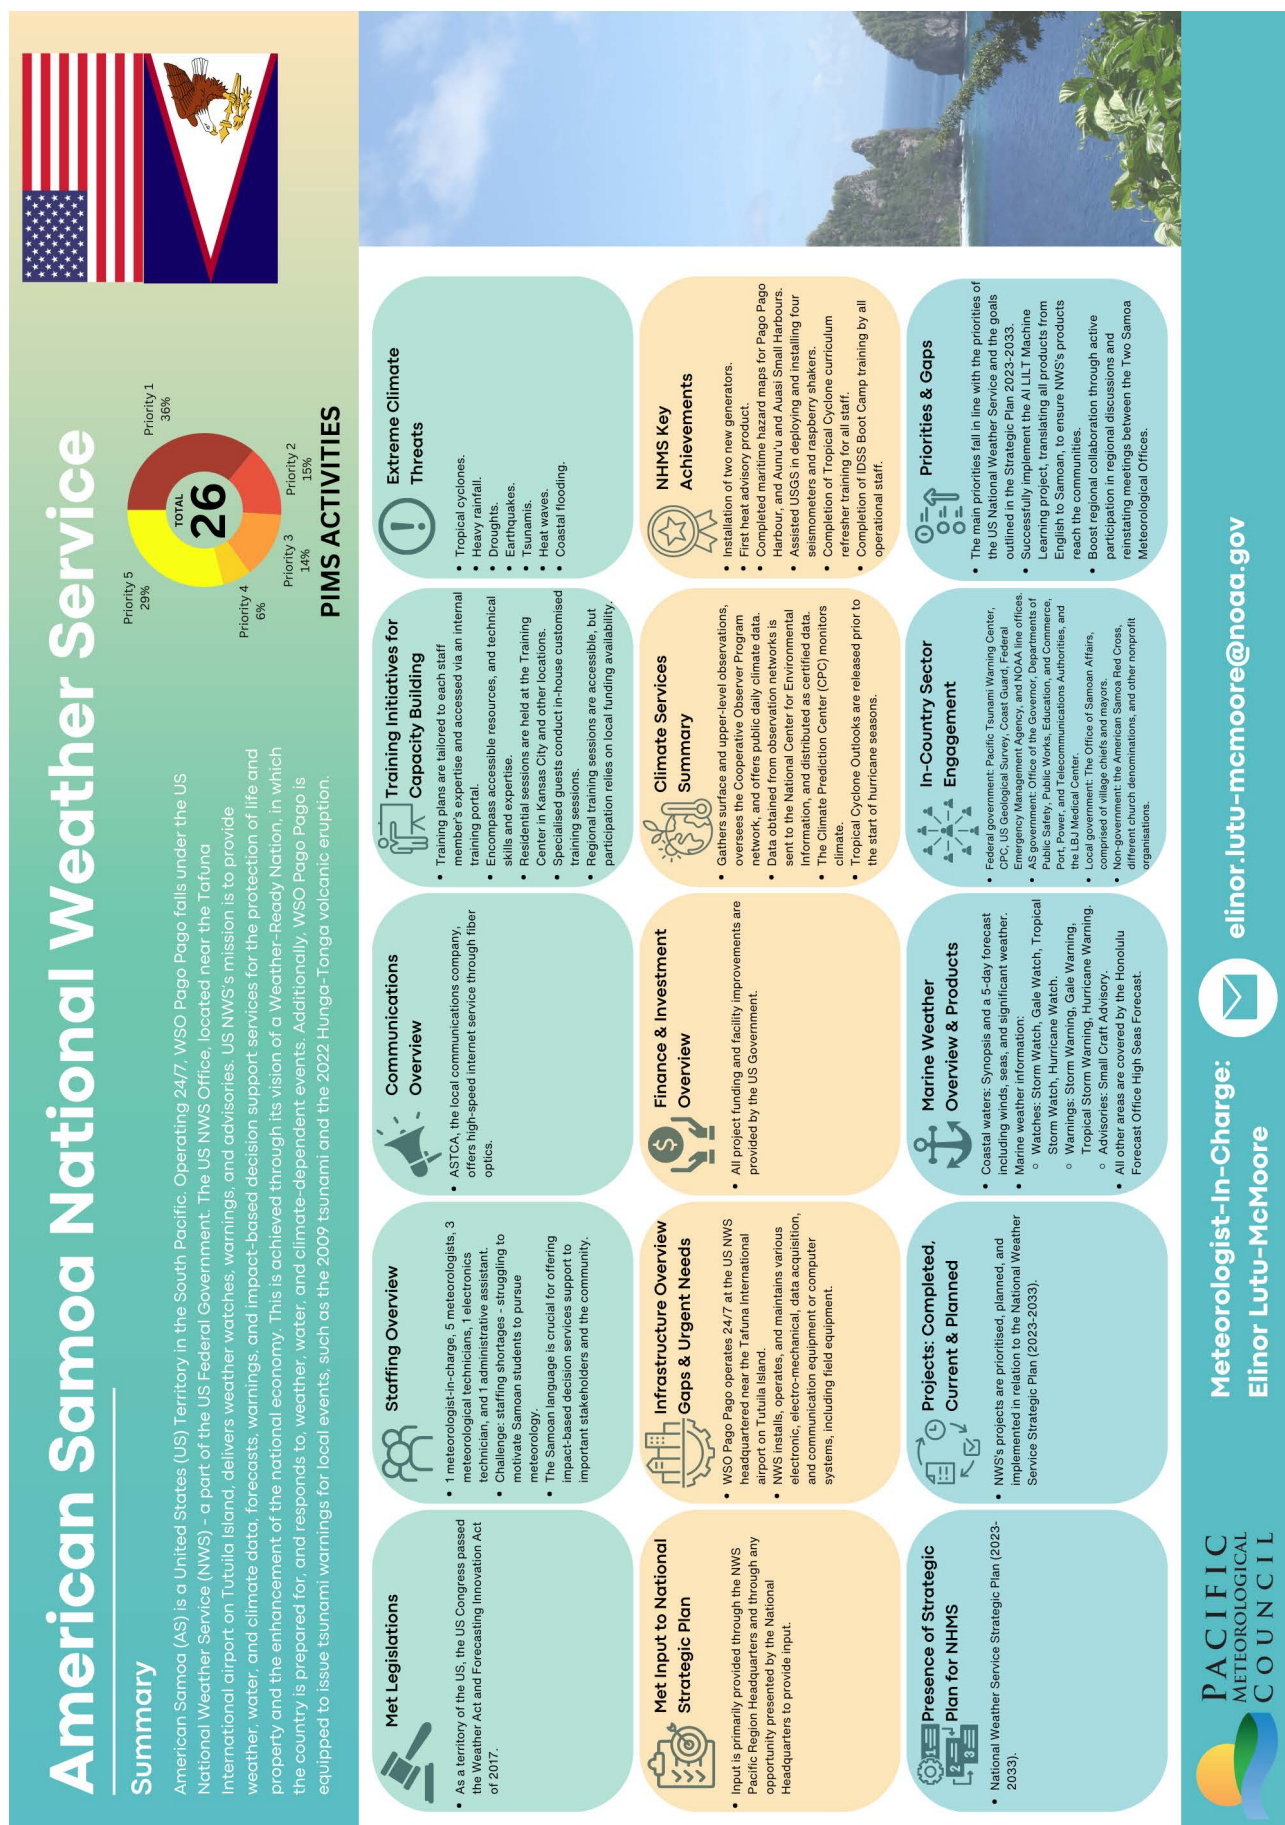 American Samoa National Weather Service
Summary
American Samoa (AS) is a United States (US) Territory in the South Pacific. Operating 24/7, WSO Pago Pago falls under the US
National Weather Service (NWS) - a part of the US Federal Government. The US NWS Office, located near the Tafuna
International airport on Tutuila Island, delivers weather watches, warnings, and advisories. US NWS's mission is to provide
weather, water, and climate data, forecasts, warnings, and impact-based decision support services for the protection of life and
property and the enhancement of the national economy. This is achieved through its vision of a Weather-Ready Nation, in which
the country is prepared for, and responds to, weather, water, and climate-dependent events. Additionally, WSO Pago Pago is
equipped to issue tsunami warnings for local events, such as the 2009 tsunami and the 2022 Hunga-Tonga volcanic eruption.
Priority 5
29%
Priority 1
36%
TOTAL
26
Priority 4
6%
Priority 3
14%
Priority 2
15%
PIMS ACTIVITIES
Met Legislations
• As a territory of the US, the US Congress passed
the Weather Act and Forecasting Innovation Act
of 2017.
Staffing Overview
• 1 meteorologist-in-charge, 5 meteorologists, 3
meteorological technicians, 1 electronics
technician, and 1 administrative assistant.
• Challenge: staffing shortages - struggling to
motivate Samoan students to pursue
meteorology.
• The Samoan language is crucial for offering
impact-based decision services support to
important stakeholders and the community.
Communications
Overview
• ASTCA, the local communications company,
offers high-speed internet service through fiber
optics.
Training Initiatives for
Capacity Building
• Training plans are tailored to each staff
member's expertise and accessed via an internal
training portal.
• Encompass accessible resources, and technical
skills and expertise.
• Residential sessions are held at the Training
Center in Kansas City and other locations.
• Specialised guests conduct in-house customised
training sessions.
• Regional training sessions are accessible, but
participation relies on local funding availability.
Extreme Climate
Threats
• Tropical cyclones.
• Heavy rainfall.
• Droughts.
• Earthquakes.
• Tsunamis.
• Heat waves.
• Coastal flooding.
Met Input to National
Strategic Plan
• Input is primarily provided through the NWS
Pacific Region Headquarters and through any
opportunity presented by the National
Headquarters to provide input.
Infrastructure Overview
Gaps & Urgent Needs
• WSO Pago Pago operates 24/7 at the US NWS
headquartered near the Tafuna International
airport on Tutuila Island.
• NWS installs, operates, and maintains various
electronic, electro-mechanical, data acquisition,
and communication equipment or computer
systems, including field equipment.
Finance & Investment
Overview
• All project funding and facility improvements are
provided by the US Government.
Climate Services
Summary
• Gathers surface and upper-level observations,
oversees the Cooperative Observer Program
network, and offers public daily climate data.
• Data obtained from observation networks is
sent to the National Center for Environmental
Information, and distributed as certified data.
• The Climate Prediction Center (CPC) monitors
climate.
• Tropical Cyclone Outlooks are released prior to
the start of hurricane seasons.
NHMS Key
Achievements
• Installation of two new generators.
• First heat advisory product.
• Completed maritime hazard maps for Pago Pago
Harbour, and Aunu'u and Auasi Small Harbours.
• Assisted USGS in deploying and installing four
seismometers and raspberry shakers.
• Completion of Tropical Cyclone curriculum
refresher training for all staff.
• Completion of IDSS Boot Camp training by all
operational staff.
Presence of Strategic
Plan for NHMS
• National Weather Service Strategic Plan (2023-
2033).
Projects: Completed,
Current & Planned
• NWS's projects are prioritised, planned, and
implemented in relation to the National Weather
Service Strategic Plan (2023-2033).
Marine Weather
Overview & Products
• Coastal waters: Synopsis and a 5-day forecast
including winds, seas, and significant weather.
• Marine weather information:
○ Watches: Storm Watch, Gale Watch, Tropical
Storm Watch, Hurricane Watch.
○ Warnings: Storm Warning, Gale Warning,
Tropical Storm Warning, Hurricane Warning.
○ Advisories: Small Craft Advisory.
• All other areas are covered by the Honolulu
Forecast Office High Seas Forecast.
In-Country Sector
Engagement
• Federal government: Pacific Tsunami Warning Center,
CPC, US Geological Survey, Coast Guard, Federal
Emergency Management Agency, and NOAA line offices.
• AS government: Office of the Governor, Departments of
Public Safety, Public Works, Education, and Commerce,
Port, Power, and Telecommunications Authorities, and
the LBJ Medical Center.
• Local government: The Office of Samoan Affairs,
comprised of village chiefs and mayors.
• Non-government: the American Samoa Red Cross,
different church denominations, and other nonprofit
organisations.
Priorities & Gaps
• The main priorities fall in line with the priorities of
the US National Weather Service and the goals
outlined in the Strategic Plan 2023-2033.
• Successfully implement the AI LILT Machine
Learning project, translating all products from
English to Samoan, to ensure NWS's products
reach the communities.
• Boost regional collaboration through active
participation in regional discussions and
reinstating meetings between the Two Samoa
Meteorological Offices.
PACIFIC
METEOROLOGICAL
COUNCIL
Meteorologist-In-Charge:
Elinor Lutu-McMoore
elinor.lutu-mcmoore@noaa.gov